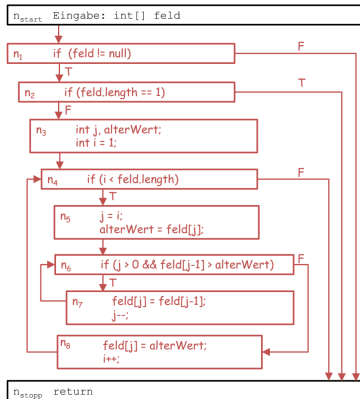 n_start Eingabe: int[] feld
n1 if (feld != null) F
T
n2 if (feld.length == 1) T
F
n3 int j, alterWert;
int i = 1;
n4 if (i < feld.length) F
T
n5 j = i;
alterWert = feld[j];
n6 if (j > 0 && feld[j-1] > alterWert) F
T
n7 feld[j] = feld[j-1];
j--;
n8 feld[j] = alterWert;
i++;
n_stopp return